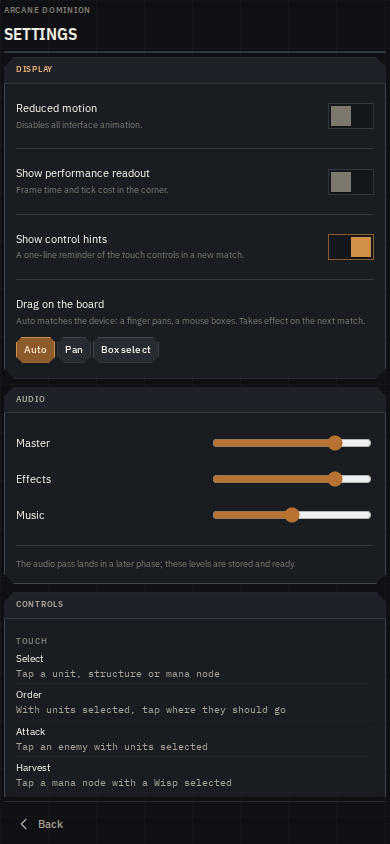 ARCANE DOMINION
SETTINGS
DISPLAY
Reduced motion
Disables all interface animation.
Show performance readout
Frame time and tick cost in the corner.
Show control hints
A one-line reminder of the touch controls in a new match.
Drag on the board
Auto matches the device: a finger pans, a mouse boxes. Takes effect on the next match.
Auto Pan Box select
AUDIO
Master
Effects
Music
The audio pass lands in a later phase; these levels are stored and ready.
CONTROLS
TOUCH
Select
Tap a unit, structure or mana node
Order
With units selected, tap where they should go
Attack
Tap an enemy with units selected
Harvest
Tap a mana node with a Wisp selected
Back